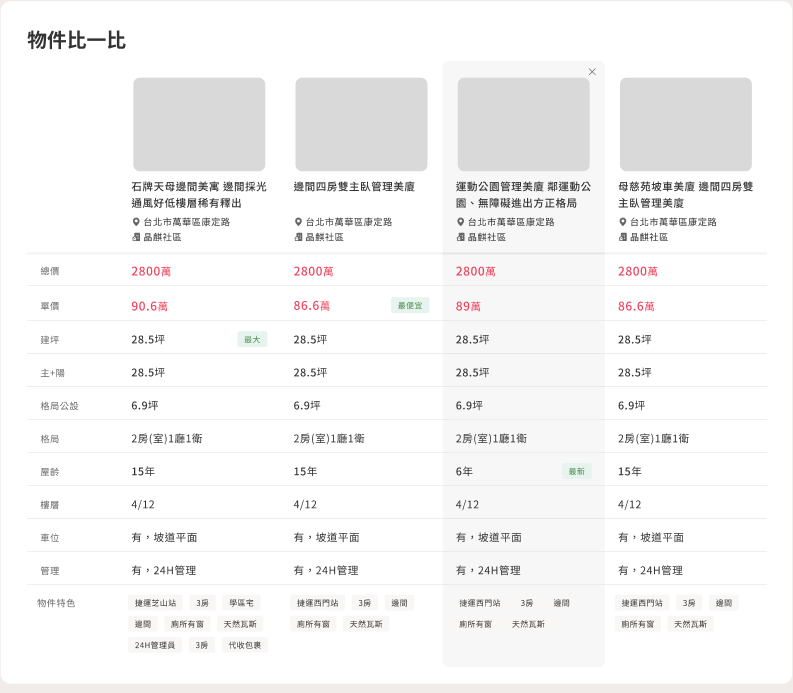 物件比一比
石牌天母邊間美寓 邊間採光
通風好低樓層稀有釋出
台北市萬華區康定路
品麒社區
邊間四房雙主臥管理美廈
台北市萬華區康定路
品麒社區
運動公園管理美廈 鄰運動公
園、無障礙進出方正格局
台北市萬華區康定路
品麒社區
母慈苑坡車美廈 邊間四房雙
主臥管理美廈
台北市萬華區康定路
品麒社區
總價 2800萬 2800萬 2800萬 2800萬
單價 90.6萬 86.6萬 最便宜 89萬 86.6萬
建坪 28.5坪 最大 28.5坪 28.5坪 28.5坪
主+陽 28.5坪 28.5坪 28.5坪 28.5坪
格局公設 6.9坪 6.9坪 6.9坪 6.9坪
格局 2房(室)1廳1衛 2房(室)1廳1衛 2房(室)1廳1衛 2房(室)1廳1衛
屋齡 15年 15年 6年 最新 15年
樓層 4/12 4/12 4/12 4/12
車位 有，坡道平面 有，坡道平面 有，坡道平面 有，坡道平面
管理 有，24H管理 有，24H管理 有，24H管理 有，24H管理
物件特色 捷運芝山站 3房 學區宅 捷運西門站 3房 邊間 捷運西門站 3房 邊間 捷運西門站 3房 邊間
邊間 廁所有窗 天然瓦斯 廁所有窗 天然瓦斯 廁所有窗 天然瓦斯 廁所有窗 天然瓦斯
24H管理員 3房 代收包裹